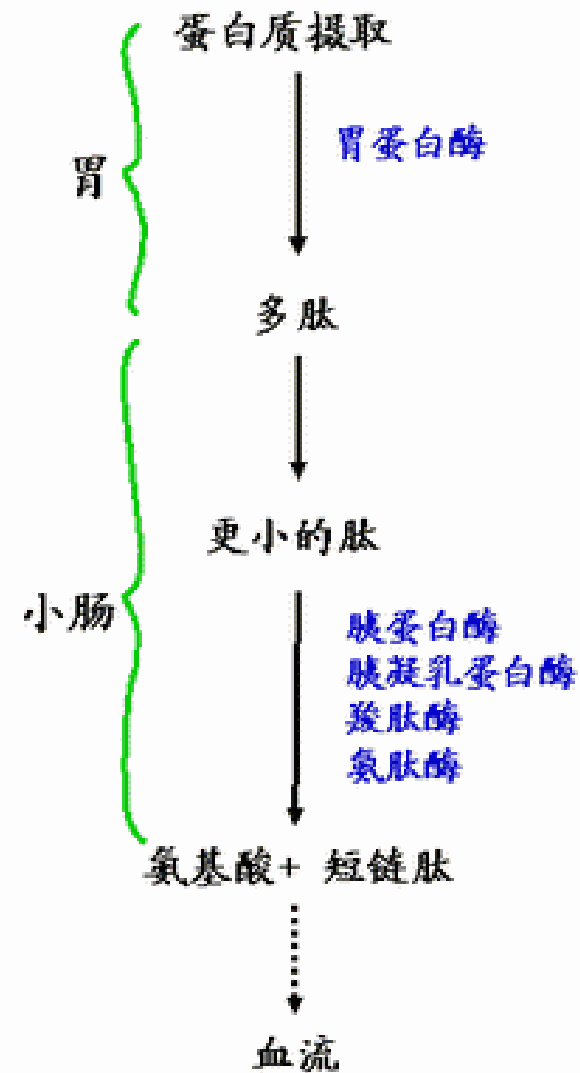 蛋白质摄取
胃蛋白酶
胃
多肽
更小的肽
小肠
胰蛋白酶
胰凝乳蛋白酶
羧肽酶
氨肽酶
氨基酸+ 短链肽
血流